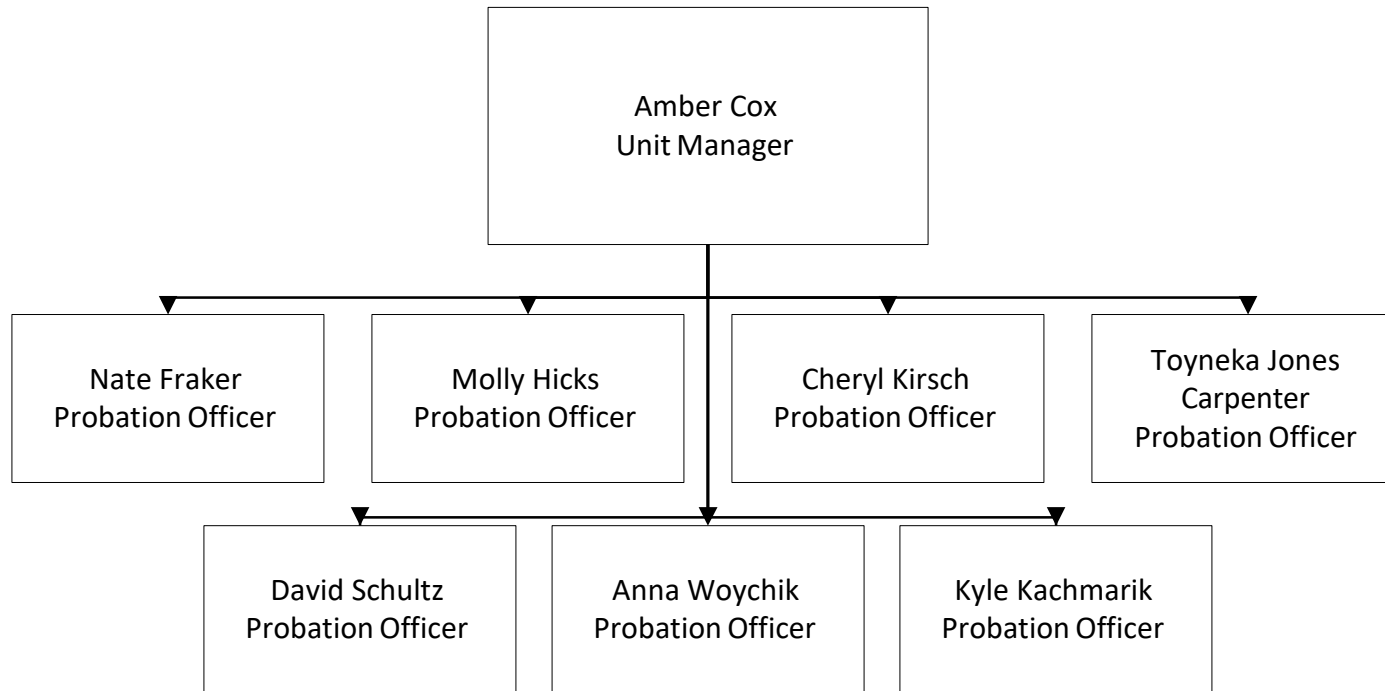 Amber Cox
Unit Manager
Nate Fraker
Probation Officer
Molly Hicks
Probation Officer
Cheryl Kirsch
Probation Officer
Toyneka Jones
Carpenter
Probation Officer
David Schultz
Probation Officer
Anna Woychik
Probation Officer
Kyle Kachmarik
Probation Officer